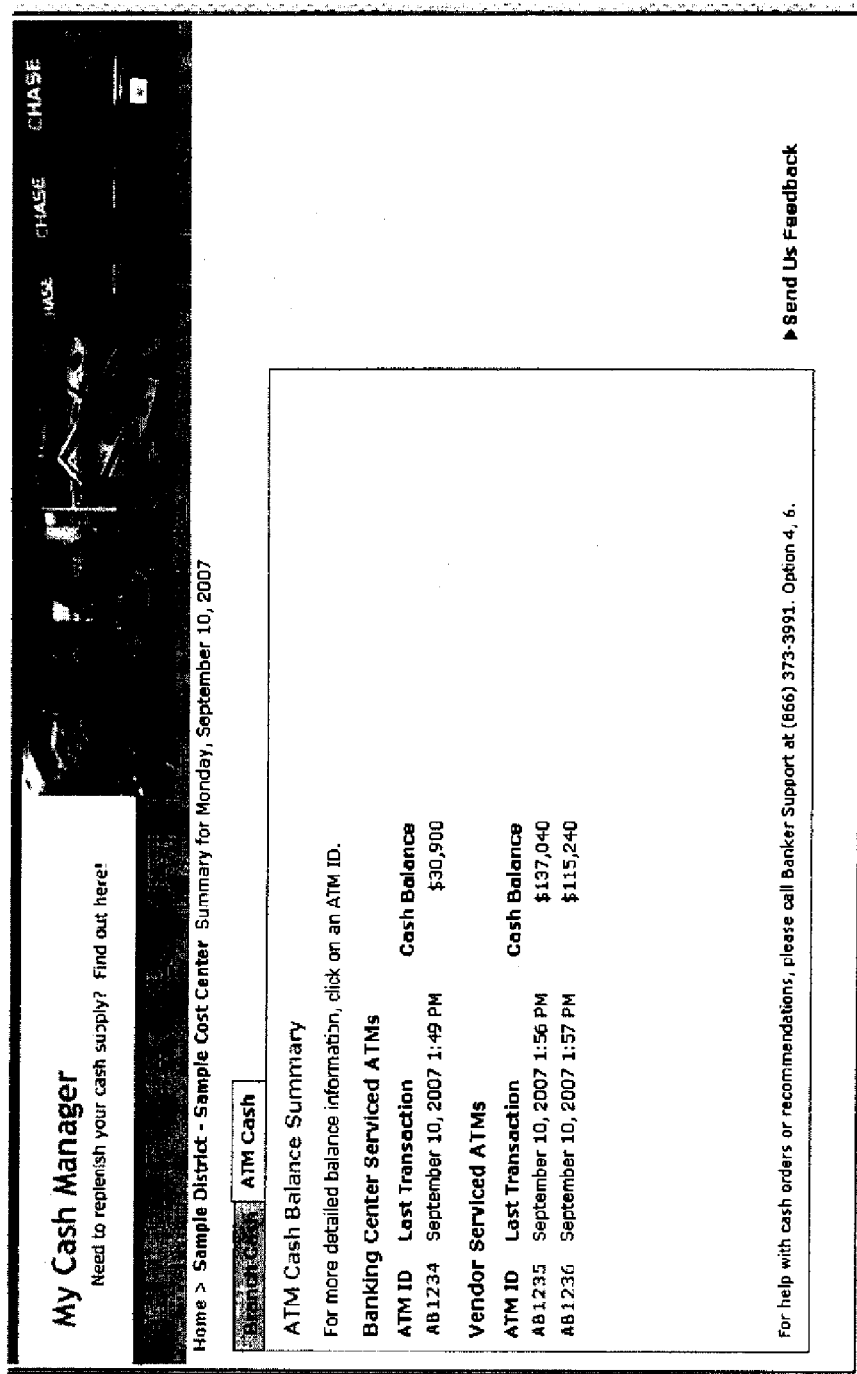 My Cash Manager
Need to replenish your cash supply? Find out here!
CHASE CHASE
Home > Sample District - Sample Cost Center Summary for Monday, September 10, 2007
Branch Cash ATM Cash
ATM Cash Balance Summary
For more detailed balance information, click on an ATM ID.
Banking Center Serviced ATMs
ATM ID Last Transaction Cash Balance
AB1234 September 10, 2007 1:49 PM $30,900
Vendor Serviced ATMs
ATM ID Last Transaction Cash Balance
AB1235 September 10, 2007 1:56 PM $137,040
AB1236 September 10, 2007 1:57 PM $115,240
For help with cash orders or recommendations, please call Banker Support at (866) 373-3991. Option 4, 6.
▶ Send Us Feedback